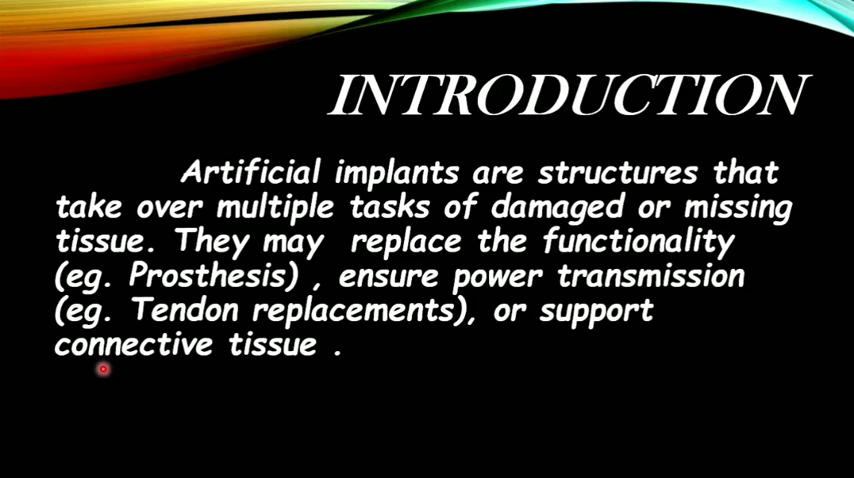 INTRODUCTION
Artificial implants are structures that
take over multiple tasks of damaged or missing
tissue. They may replace the functionality
(eg. Prosthesis) , ensure power transmission
(eg. Tendon replacements), or support
connective tissue .